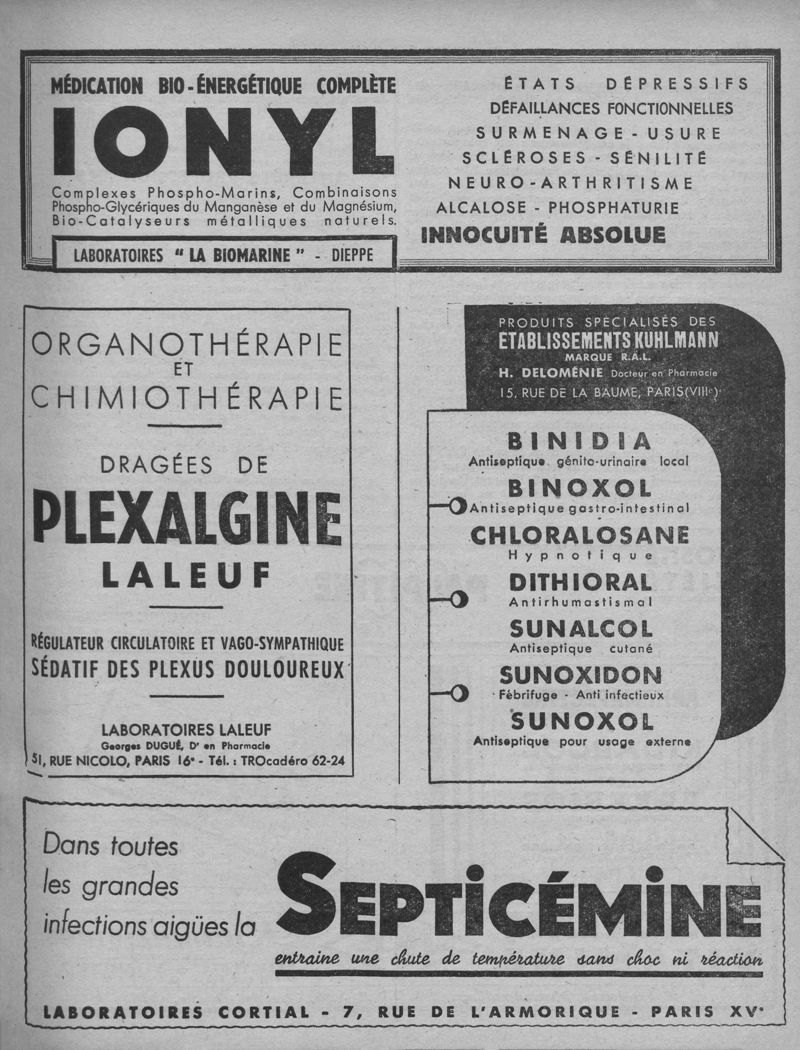 MÉDICATION BIO-ÉNERGÉTIQUE COMPLÈTE
IONYL
Complexes Phospho-Marins, Combinaisons
Phospho-Glycériques du Manganèse et du Magnésium,
Bio-Catalyseurs métalliques naturels.
LABORATOIRES " LA BIOMARINE " - DIEPPE
ÉTATS DÉPRESSIFS
DÉFAILLANCES FONCTIONNELLES
SURMENAGE - USURE
SCLÉROSES - SÉNILITÉ
NEURO-ARTHRITISME
ALCALOSE - PHOSPHATURIE
INNOCUITÉ ABSOLUE
ORGANOTHÉRAPIE
ET
CHIMIOTHÉRAPIE
DRAGÉES DE
PLEXALGINE
LALEUF
RÉGULATEUR CIRCULATOIRE ET VAGO-SYMPATHIQUE
SÉDATIF DES PLEXUS DOULOUREUX
LABORATOIRES LALEUF
Georges DUGUÉ, Dʳ en Pharmacie
51, RUE NICOLO, PARIS 16ᵉ - Tél. : TROcadéro 62-24
PRODUITS SPÉCIALISÉS DES
ETABLISSEMENTS KUHLMANN
MARQUE R.A.L.
H. DELOMÉNIE Docteur en Pharmacie
15, RUE DE LA BAUME, PARIS (VIIIᵉ)
BINIDIA
Antiseptique génito-urinaire local
BINOXOL
Antiseptique gastro-intestinal
CHLORALOSANE
Hypnotique
DITHIORAL
Antirhumastismal
SUNALCOL
Antiseptique cutané
SUNOXIDON
Fébrifuge - Anti infectieux
SUNOXOL
Antiseptique pour usage externe
Dans toutes
les grandes
infections aigües la
SEPTICÉMINE
entraine une chute de température sans choc ni réaction
LABORATOIRES CORTIAL - 7, RUE DE L'ARMORIQUE - PARIS XVᵉ